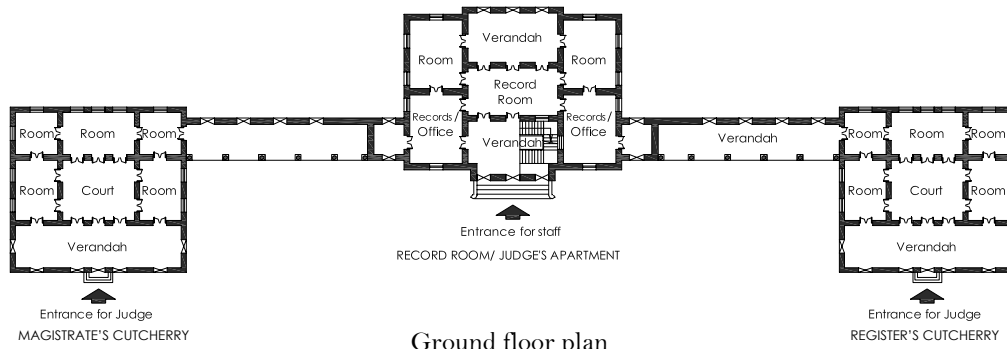 Verandah
Room
Room
Record
Room
Records/
Office
Records/
Office
Verandah
Room
Room
Room
Room
Court
Room
Verandah
Verandah
Room
Room
Room
Room
Court
Room
Verandah
Entrance for staff
RECORD ROOM/ JUDGE'S APARTMENT
Entrance for Judge
MAGISTRATE'S CUTCHERRY
Entrance for Judge
REGISTER'S CUTCHERRY
Ground floor plan